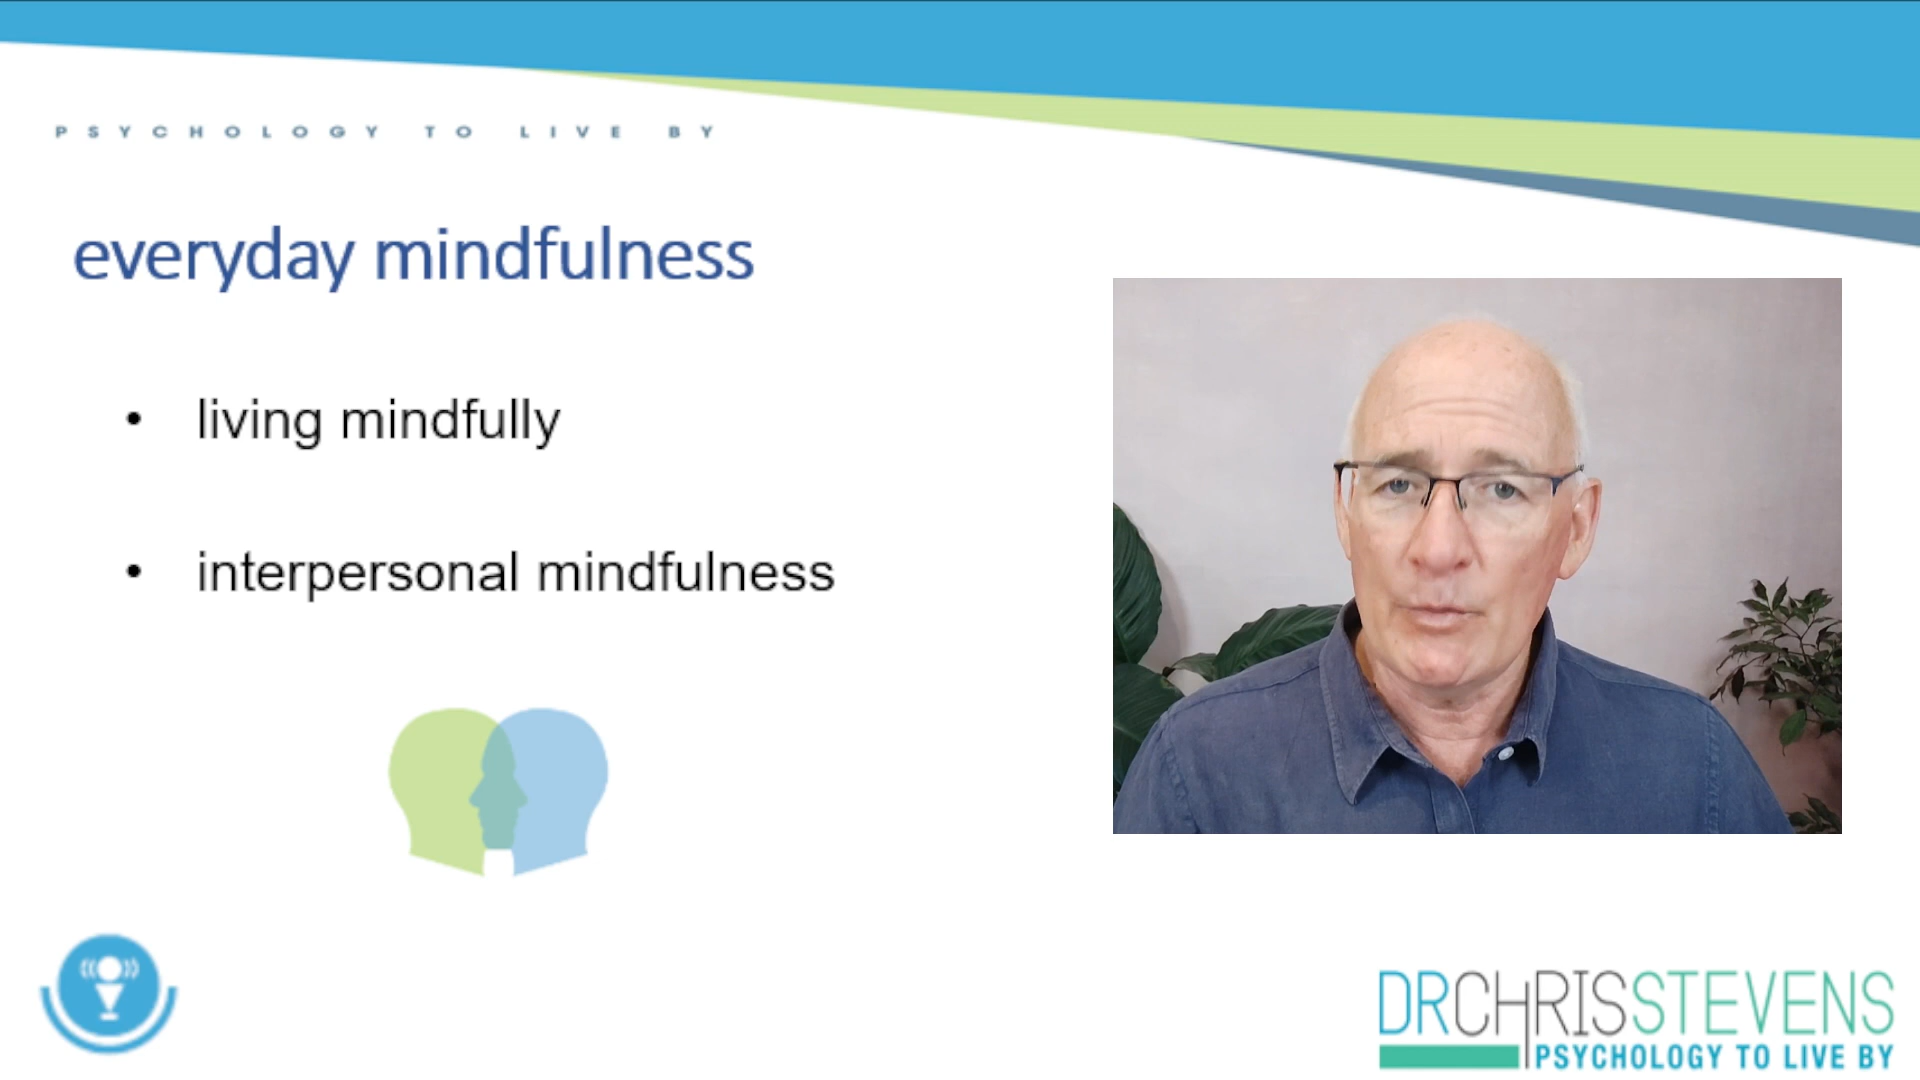 PSYCHOLOGY TO LIVE BY
everyday mindfulness
• living mindfully
• interpersonal mindfulness
DRCHRISSTEVENS
PSYCHOLOGY TO LIVE BY